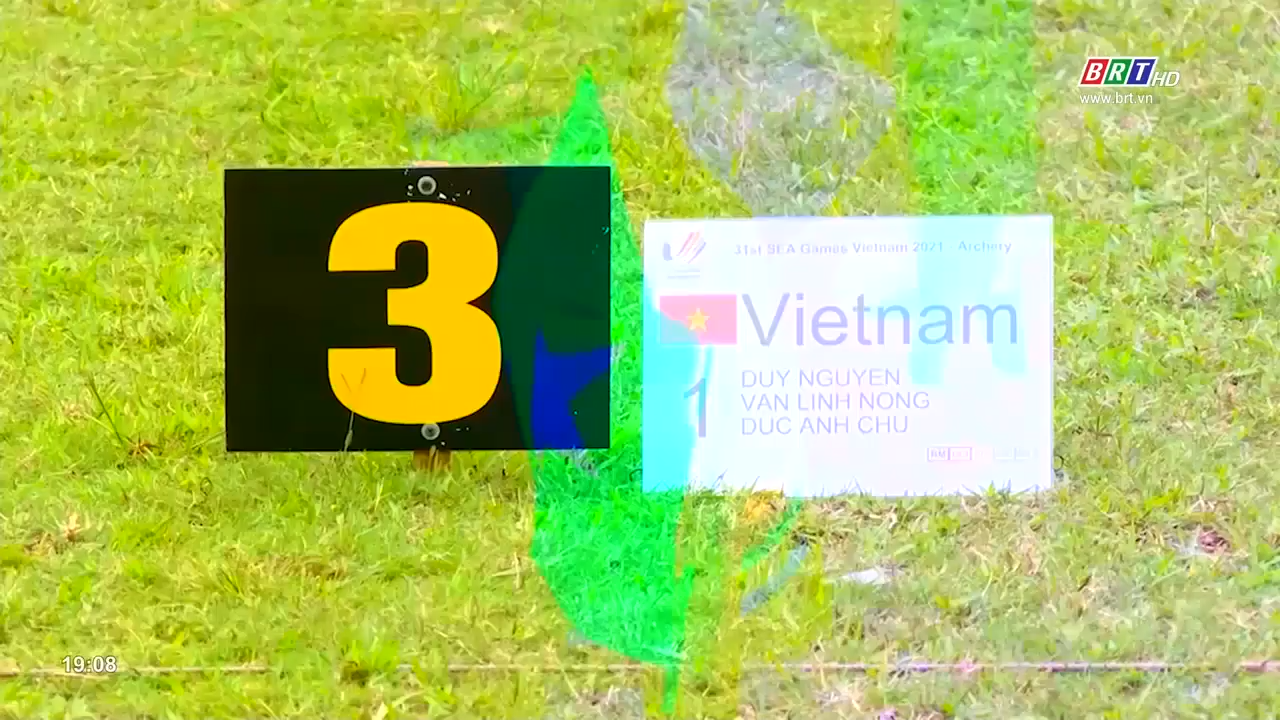 BRT HD
www.brt.vn
3
31st SEA Games Vietnam 2021 - Archery
Vietnam
1
DUY NGUYEN
VAN LINH NONG
DUC ANH CHU
19:08